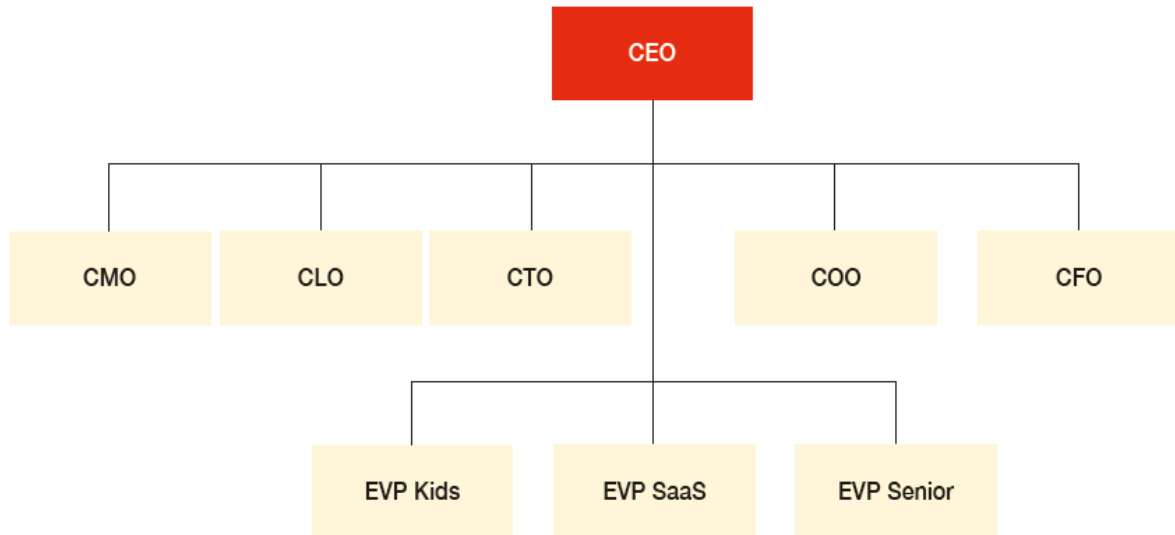 CEO
CMO
CLO
CTO
COO
CFO
EVP Kids
EVP SaaS
EVP Senior